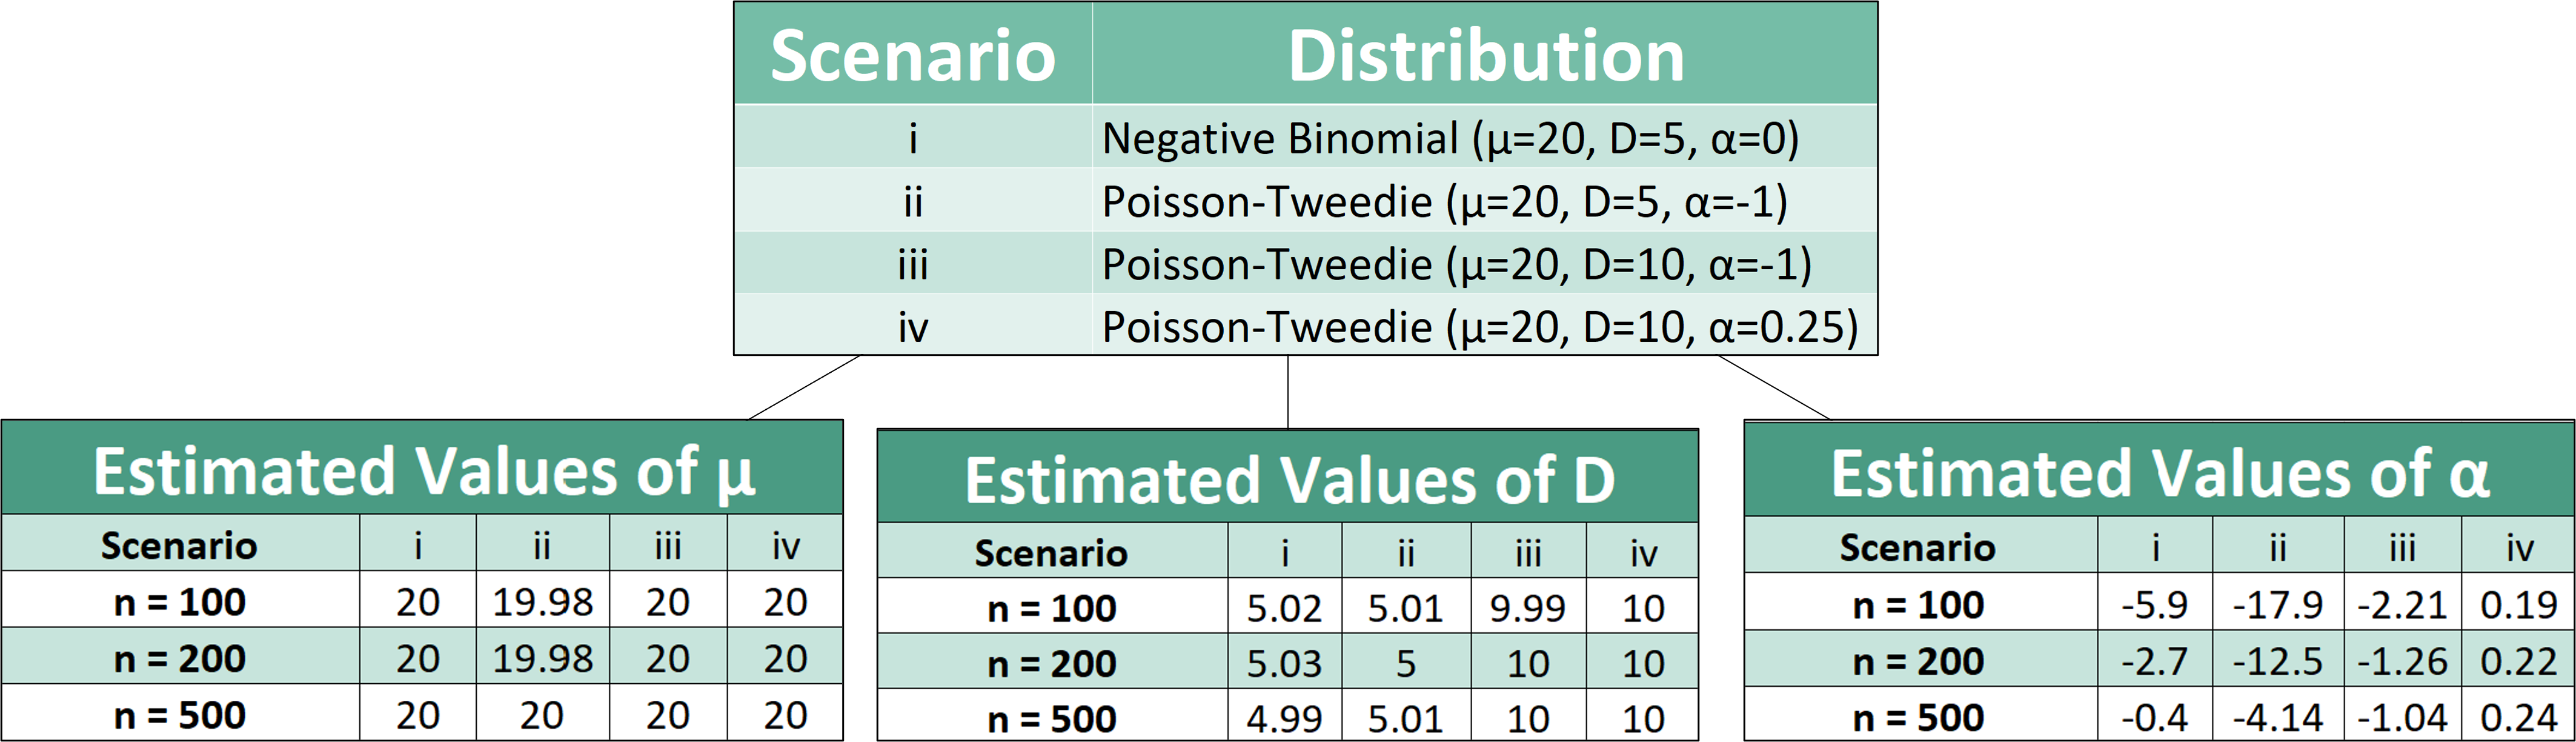 Scenario Distribution
i Negative Binomial (μ=20, D=5, α=0)
ii Poisson-Tweedie (μ=20, D=5, α=-1)
iii Poisson-Tweedie (μ=20, D=10, α=-1)
iv Poisson-Tweedie (μ=20, D=10, α=0.25)
Estimated Values of μ
Scenario i ii iii iv
n = 100 20 19.98 20 20
n = 200 20 19.98 20 20
n = 500 20 20 20 20
Estimated Values of D
Scenario i ii iii iv
n = 100 5.02 5.01 9.99 10
n = 200 5.03 5 10 10
n = 500 4.99 5.01 10 10
Estimated Values of α
Scenario i ii iii iv
n = 100 -5.9 -17.9 -2.21 0.19
n = 200 -2.7 -12.5 -1.26 0.22
n = 500 -0.4 -4.14 -1.04 0.24